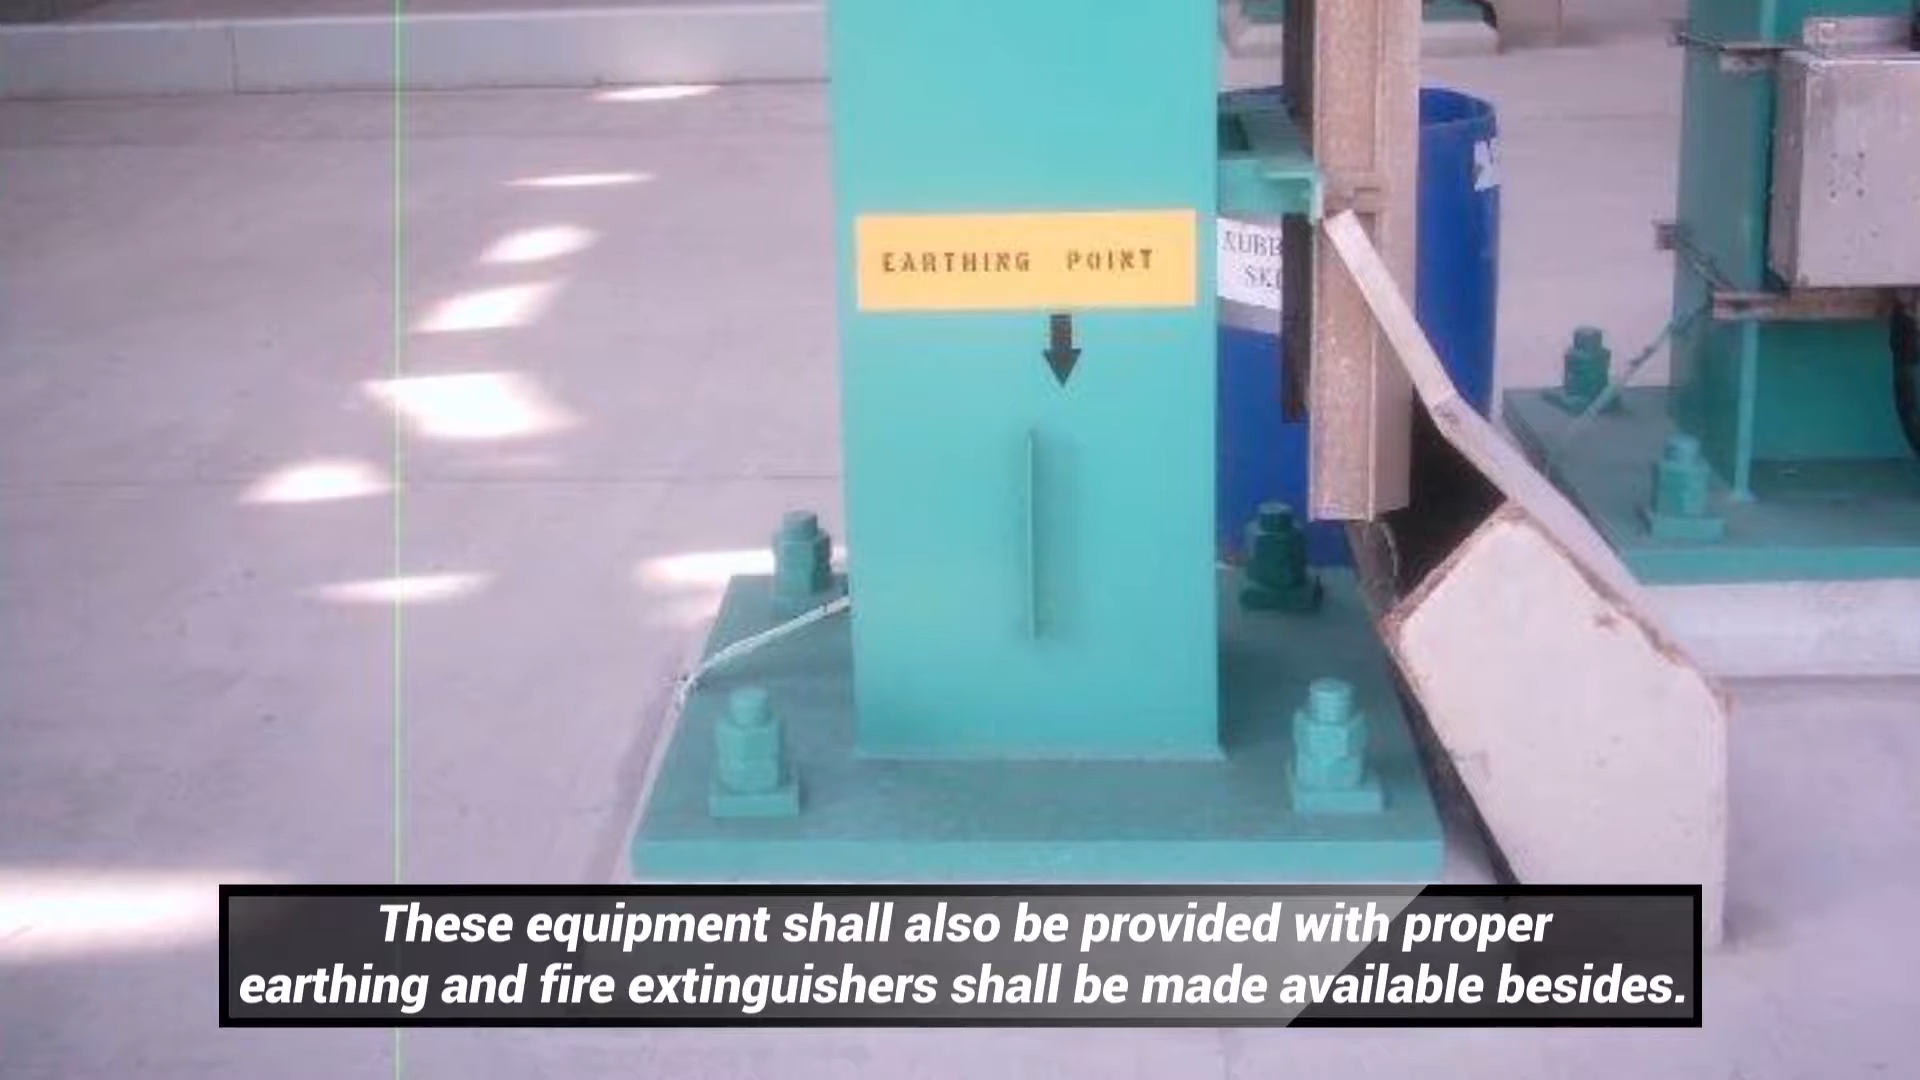 EARTHING POINT
These equipment shall also be provided with proper
earthing and fire extinguishers shall be made available besides.